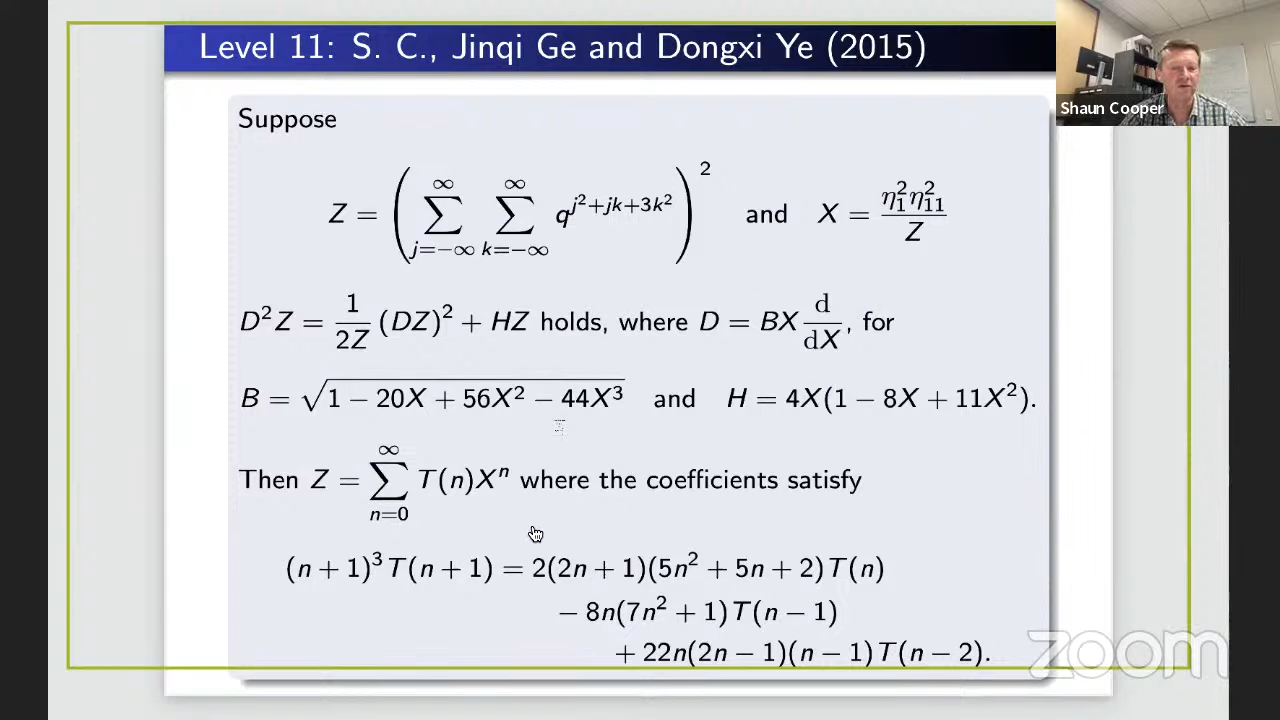 Level 11: S. C., Jinqi Ge and Dongxi Ye (2015)
Shaun Cooper
Suppose
Z = ( ∑_{j=−∞}^{∞} ∑_{k=−∞}^{∞} q^{j²+jk+3k²} )² and X = η₁²η₁₁² / Z
D²Z = 1/(2Z) (DZ)² + HZ holds, where D = BX d/dX, for
B = √(1 − 20X + 56X² − 44X³) and H = 4X(1 − 8X + 11X²).
Then Z = ∑_{n=0}^{∞} T(n)Xⁿ where the coefficients satisfy
(n + 1)³T(n + 1) = 2(2n + 1)(5n² + 5n + 2)T(n)
− 8n(7n² + 1)T(n − 1)
+ 22n(2n − 1)(n − 1)T(n − 2).
zoom